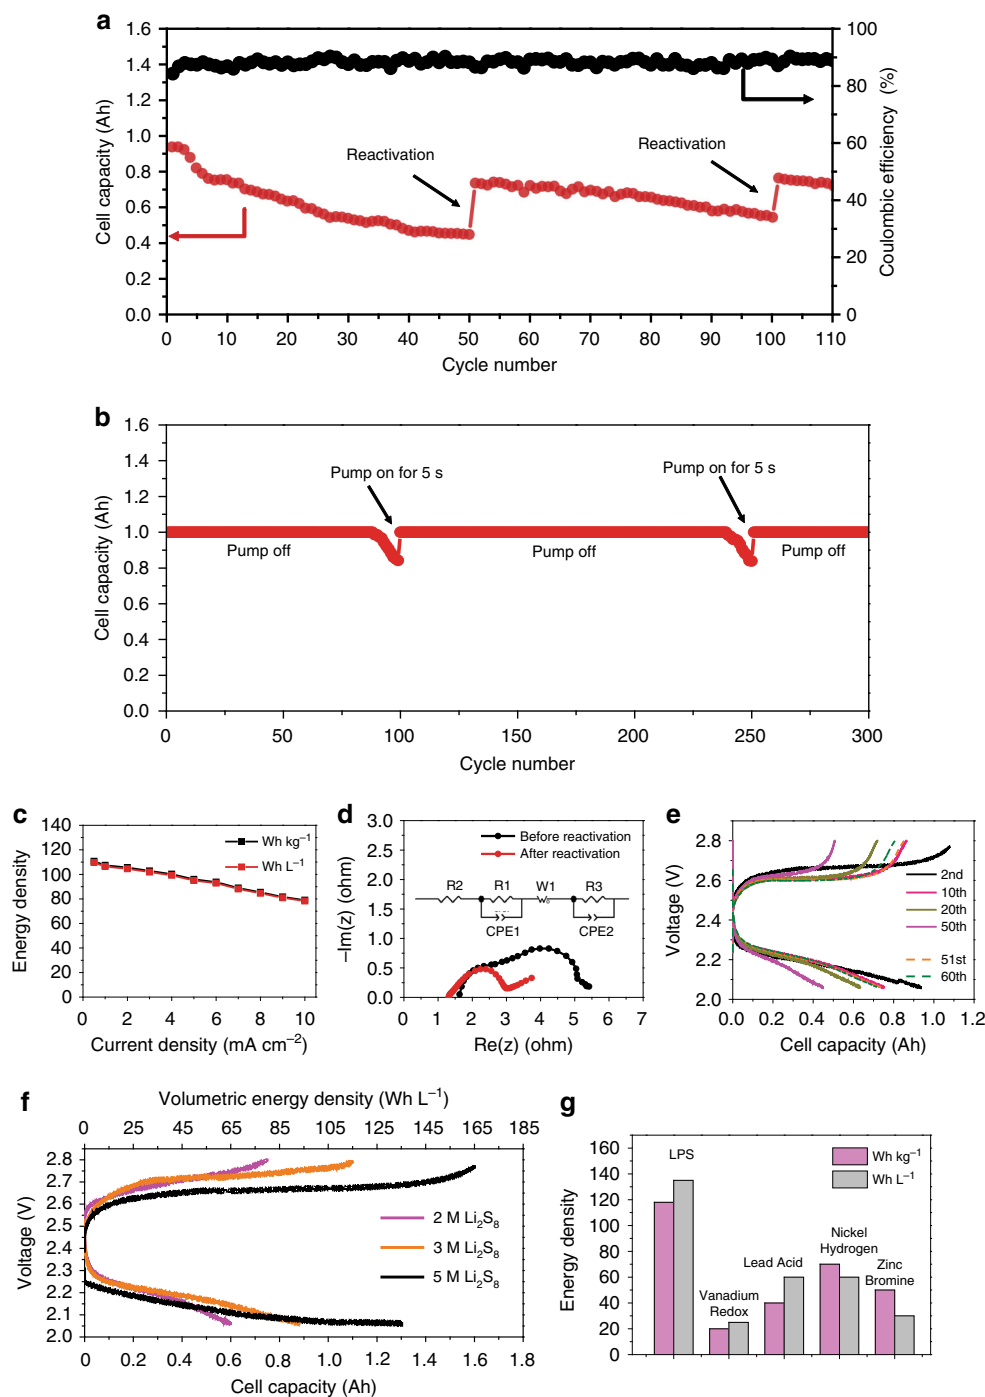 a
1.6
1.4
1.2
1.0
0.8
0.6
0.4
0.2
0.0
Cell capacity (Ah)
100
80
60
40
20
0
Coulombic efficiency (%)
Reactivation
Reactivation
0 10 20 30 40 50 60 70 80 90 100 110
Cycle number
b
1.6
1.4
1.2
1.0
0.8
0.6
0.4
0.2
0.0
Cell capacity (Ah)
Pump on for 5 s
Pump on for 5 s
Pump off
Pump off
Pump off
0 50 100 150 200 250 300
Cycle number
c
140
120
100
80
60
40
20
0
Energy density
Wh kg⁻¹
Wh L⁻¹
0 2 4 6 8 10
Current density (mA cm⁻²)
d
3.0
2.5
2.0
1.5
1.0
0.5
0.0
–Im(z) (ohm)
Before reactivation
After reactivation
R2 R1 W1 R3
CPE1 CPE2
0 1 2 3 4 5 6 7
Re(z) (ohm)
e
2.8
2.6
2.4
2.2
2.0
Voltage (V)
2nd
10th
20th
50th
51st
60th
0.0 0.2 0.4 0.6 0.8 1.0 1.2
Cell capacity (Ah)
f
Volumetric energy density (Wh L⁻¹)
0 25 45 65 85 105 125 145 165 185
2.8
2.7
2.6
2.5
2.4
2.3
2.2
2.1
2.0
Voltage (V)
2 M Li₂S₈
3 M Li₂S₈
5 M Li₂S₈
0 0.2 0.4 0.6 0.8 1.0 1.2 1.4 1.6 1.8
Cell capacity (Ah)
g
160
140
120
100
80
60
40
20
0
Energy density
Wh kg⁻¹
Wh L⁻¹
LPS
Vanadium
Redox
Lead Acid
Nickel
Hydrogen
Zinc
Bromine